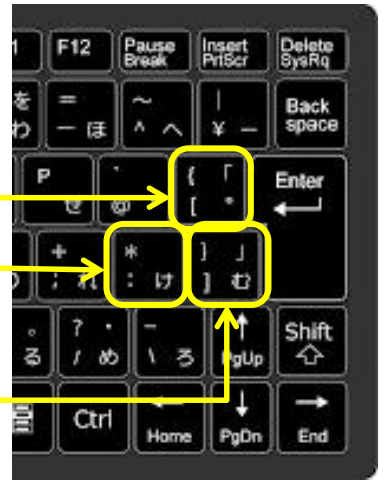 1 F12 Pause Insert Delete
Break PrtScr SysRq
を = ~ | Back
わ - ほ ^ へ ¥ ー space
P ` { 「 Enter
せ @ [ ゜ ←
+ * } 」
; れ : け ] む
。 ? ・ _ ↑ Shift
る / め \ ろ PgUp ⇧
Ctrl ← ↓ →
Home PgDn End